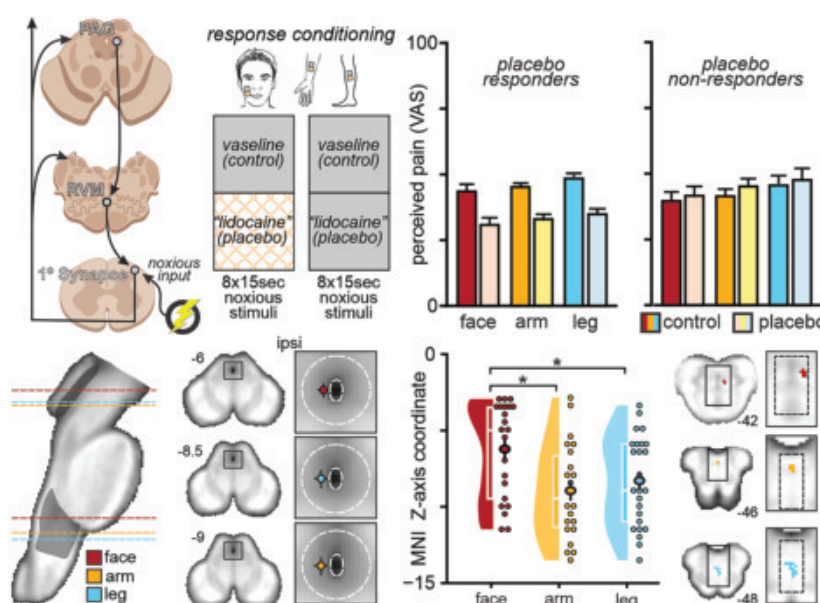 PAG
RVM
1° Synapse
noxious
input
response conditioning
vaseline
(control)
vaseline
(control)
"lidocaine"
(placebo)
"lidocaine"
(placebo)
8x15sec
noxious
stimuli
8x15sec
noxious
stimuli
100
perceived pain (VAS)
0
placebo
responders
placebo
non-responders
face
arm
leg
control
placebo
face
arm
leg
ipsi
-6
-8.5
-9
0
MNI Z-axis coordinate
-15
*
*
face
arm
leg
-42
-46
-48